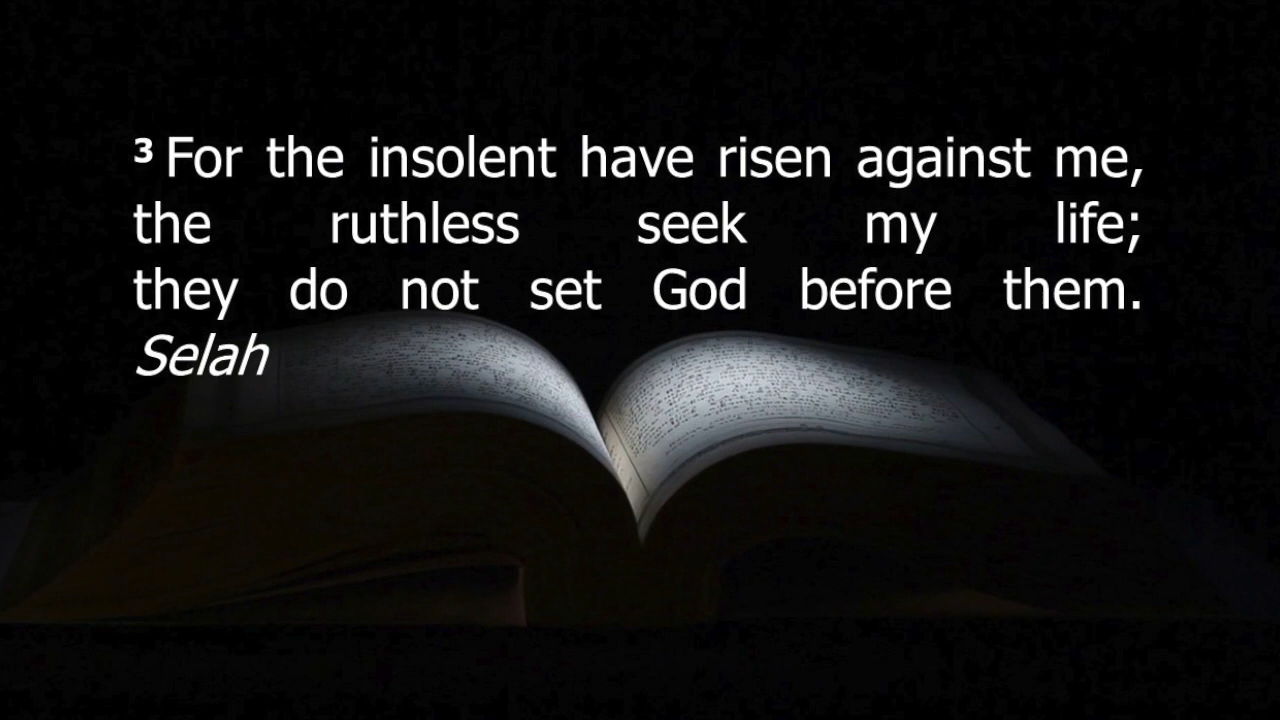 ³ For the insolent have risen against me,
the ruthless seek my life;
they do not set God before them.
Selah